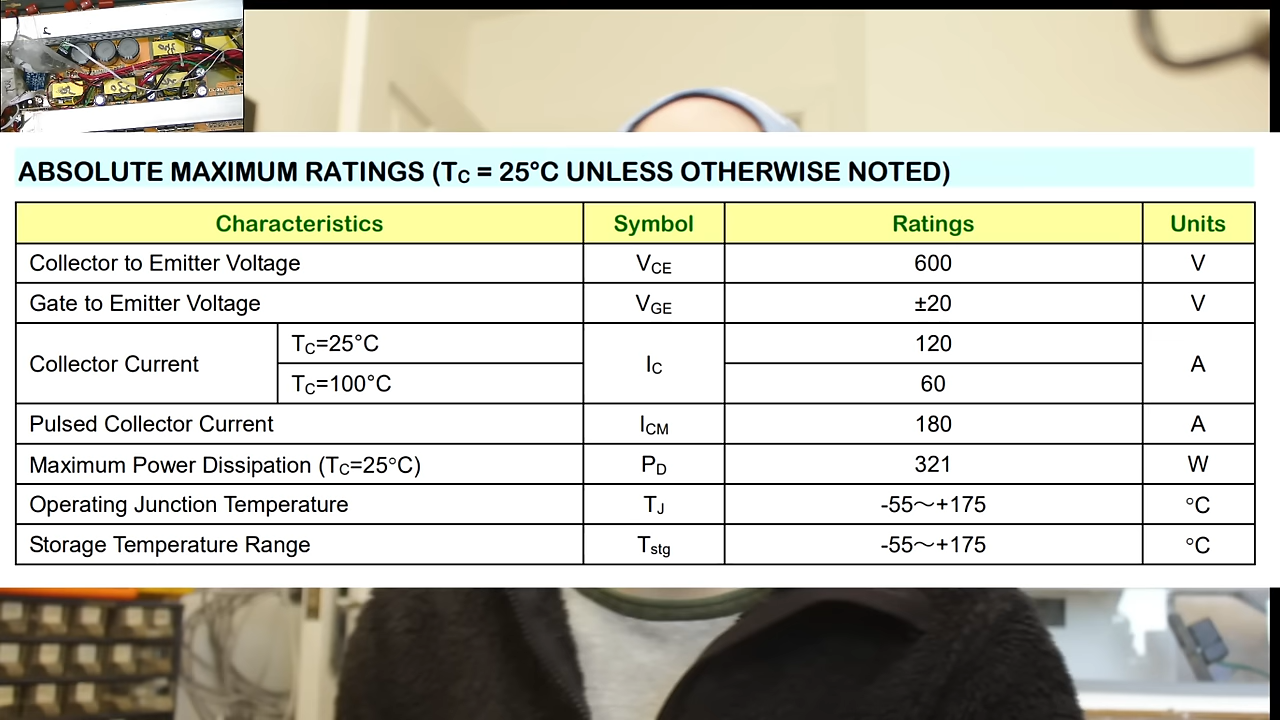 ABSOLUTE MAXIMUM RATINGS (TC = 25°C UNLESS OTHERWISE NOTED)
Characteristics Symbol Ratings Units
Collector to Emitter Voltage VCE 600 V
Gate to Emitter Voltage VGE ±20 V
Collector Current TC=25°C IC 120 A
TC=100°C 60
Pulsed Collector Current ICM 180 A
Maximum Power Dissipation (TC=25°C) PD 321 W
Operating Junction Temperature TJ -55～+175 °C
Storage Temperature Range Tstg -55～+175 °C